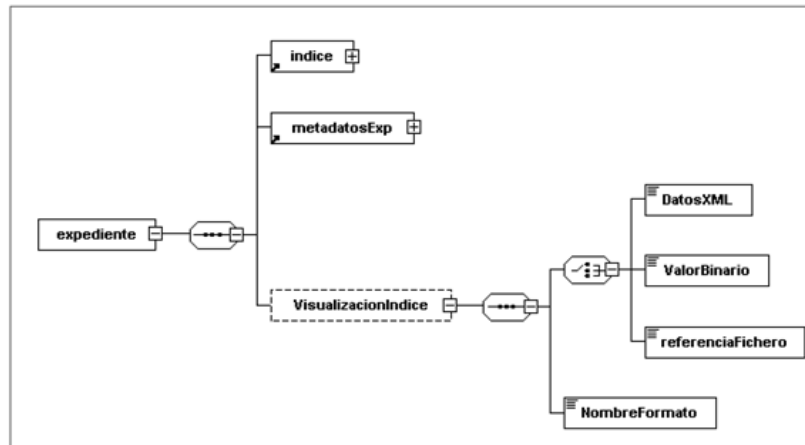 indice
metadatosExp
expediente
VisualizacionIndice
DatosXML
ValorBinario
referenciaFichero
NombreFormato